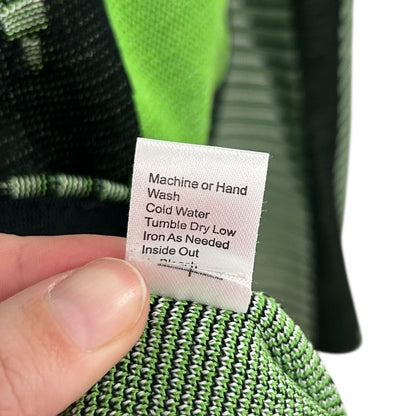 Machine or Hand
Wash
Cold Water
Tumble Dry Low
Iron As Needed
Inside Out